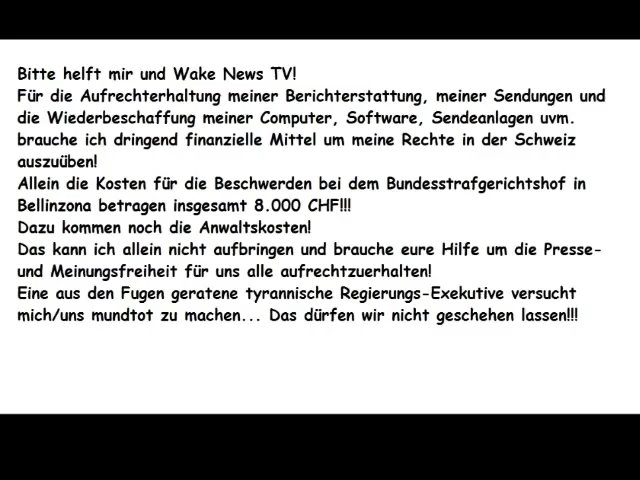 Bitte helft mir und Wake News TV!
Für die Aufrechterhaltung meiner Berichterstattung, meiner Sendungen und
die Wiederbeschaffung meiner Computer, Software, Sendeanlagen uvm.
brauche ich dringend finanzielle Mittel um meine Rechte in der Schweiz
auszuüben!
Allein die Kosten für die Beschwerden bei dem Bundesstrafgerichtshof in
Bellinzona betragen insgesamt 8.000 CHF!!!
Dazu kommen noch die Anwaltskosten!
Das kann ich allein nicht aufbringen und brauche eure Hilfe um die Presse-
und Meinungsfreiheit für uns alle aufrechtzuerhalten!
Eine aus den Fugen geratene tyrannische Regierungs-Exekutive versucht
mich/uns mundtot zu machen... Das dürfen wir nicht geschehen lassen!!!